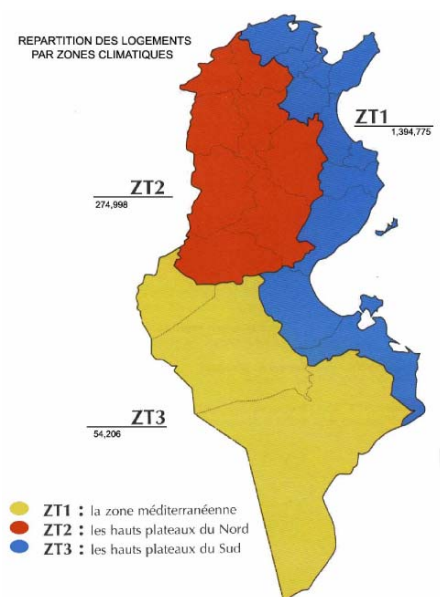 REPARTITION DES LOGEMENTS
PAR ZONES CLIMATIQUES
ZT1
1,394,775
ZT2
274,998
ZT3
54,206
ZT1 : la zone méditerranéenne
ZT2 : les hauts plateaux du Nord
ZT3 : les hauts plateaux du Sud